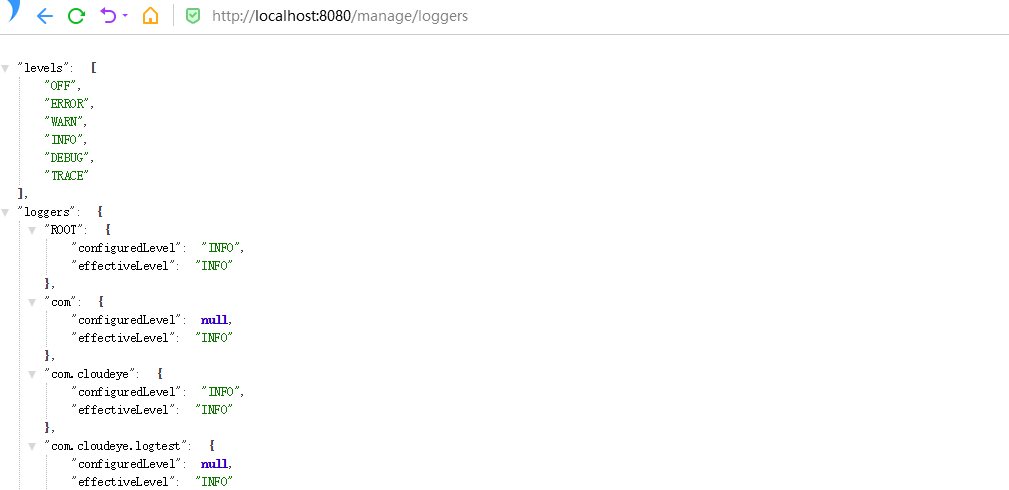 http://localhost:8080/manage/loggers
"levels": [
"OFF",
"ERROR",
"WARN",
"INFO",
"DEBUG",
"TRACE"
],
"loggers": {
"ROOT": {
"configuredLevel": "INFO",
"effectiveLevel": "INFO"
},
"com": {
"configuredLevel": null,
"effectiveLevel": "INFO"
},
"com.cloudeye": {
"configuredLevel": "INFO",
"effectiveLevel": "INFO"
},
"com.cloudeye.logtest": {
"configuredLevel": null,
"effectiveLevel": "INFO"